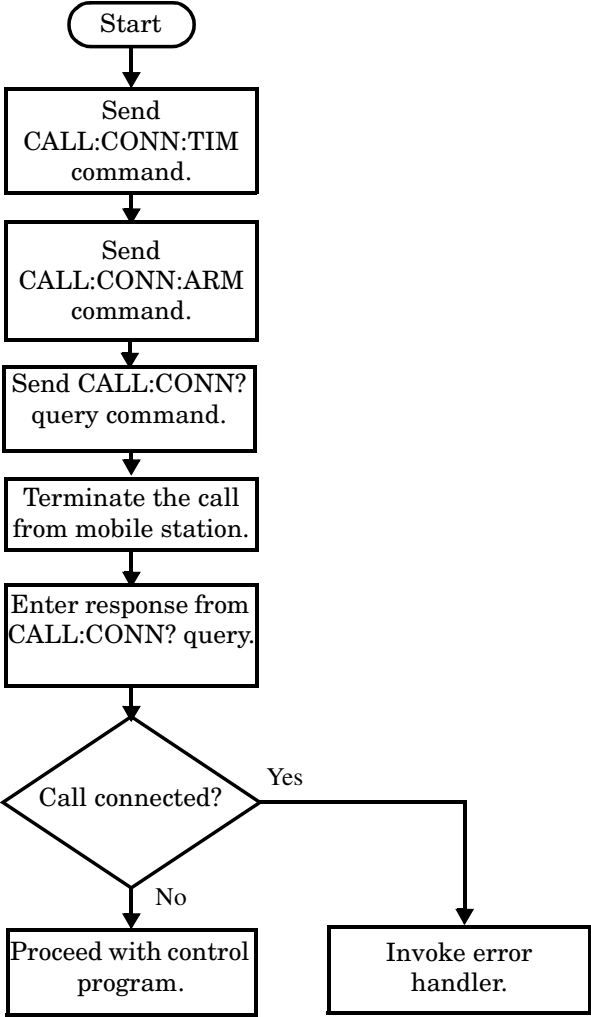 Start
Send
CALL:CONN:TIM
command.
Send
CALL:CONN:ARM
command.
Send CALL:CONN?
query command.
Terminate the call
from mobile station.
Enter response from
CALL:CONN? query.
Call connected?
Yes
No
Proceed with control
program.
Invoke error
handler.